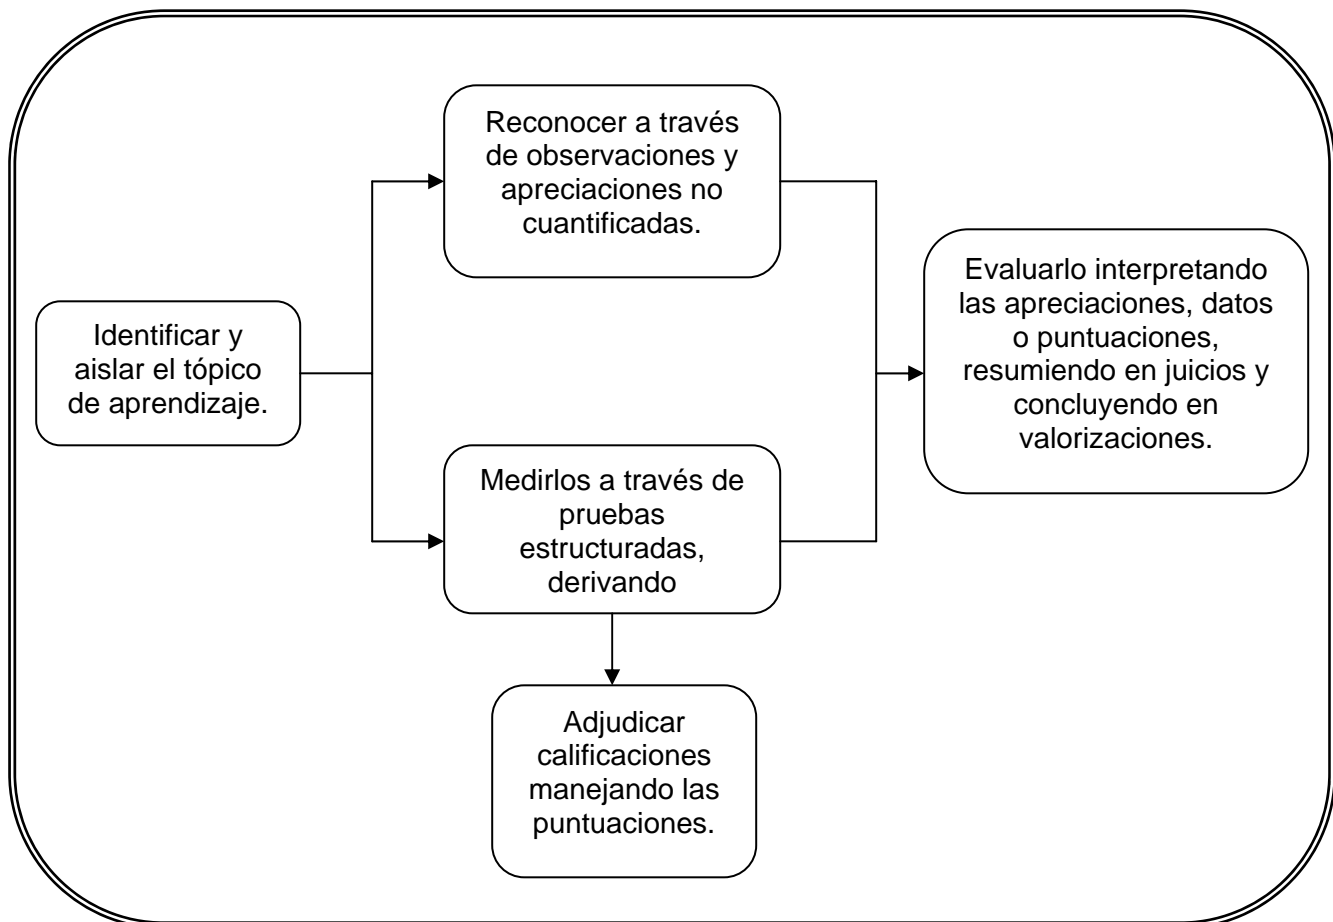 Identificar y
aislar el tópico
de aprendizaje.
Reconocer a través
de observaciones y
apreciaciones no
cuantificadas.
Medirlos a través de
pruebas
estructuradas,
derivando
Adjudicar
calificaciones
manejando las
puntuaciones.
Evaluarlo interpretando
las apreciaciones, datos
o puntuaciones,
resumiendo en juicios y
concluyendo en
valorizaciones.